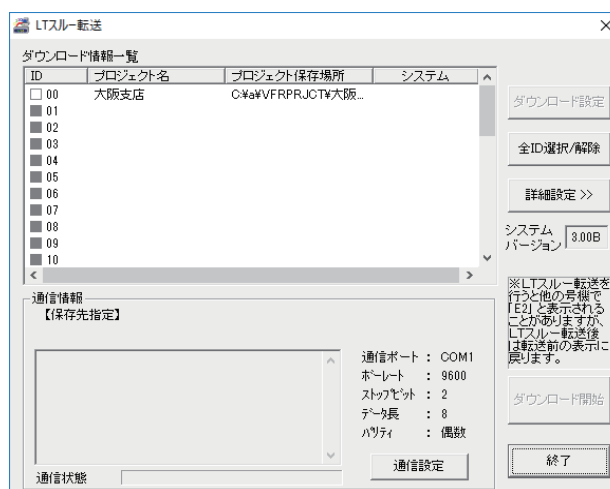 LTスルー転送
ダウンロード情報一覧
ID プロジェクト名 プロジェクト保存場所 システム
00 大阪支店 C:¥a¥VFRPRJCT¥大阪...
01
02
03
04
05
06
07
08
09
10
ダウンロード設定
全ID選択/解除
詳細設定 >>
システム
バージョン 3.00B
※LTスルー転送を
行うと他の号機で
「E2」と表示される
ことがありますが、
LTスルー転送後
は転送前の表示に
戻ります。
ダウンロード開始
終了
通信情報
【保存先指定】
通信ポート : COM1
ボーレート : 9600
ストップビット : 2
データ長 : 8
パリティ : 偶数
通信設定
通信状態